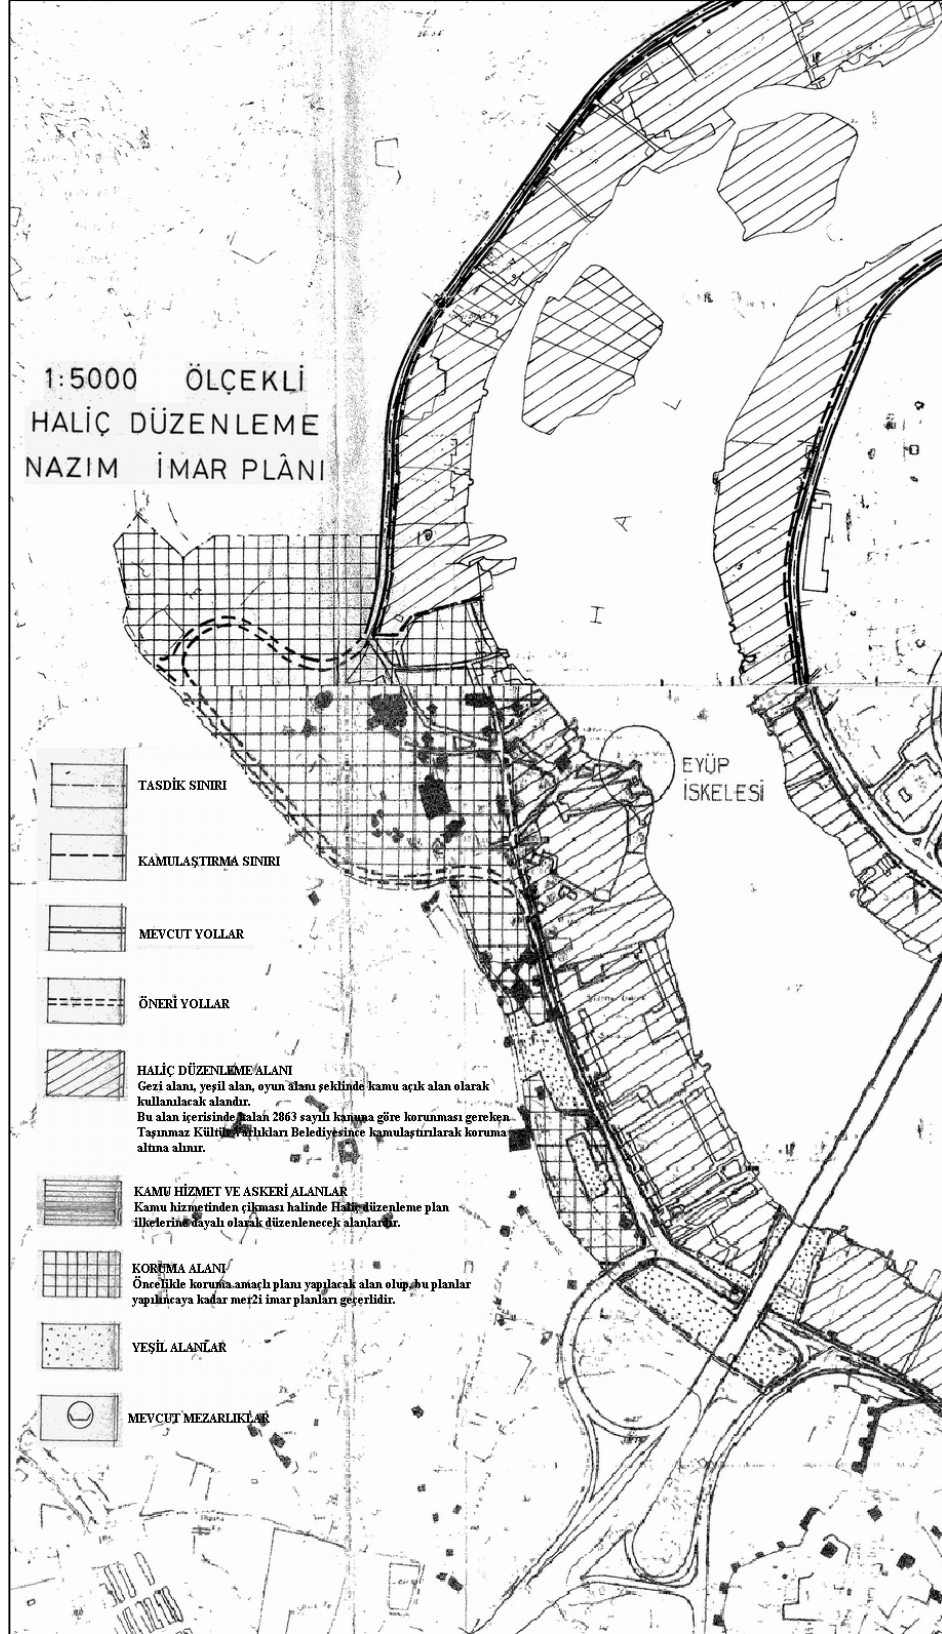 1:5000 ÖLÇEKLİ
HALİÇ DÜZENLEME
NAZIM İMAR PLÂNI
H A L İ Ç
EYÜP
İSKELESİ
TASDİK SINIRI
KAMULAŞTIRMA SINIRI
MEVCUT YOLLAR
ÖNERİ YOLLAR
HALİÇ DÜZENLEME ALANI
Gezi alanı, yeşil alan, oyun alanı şeklinde kamu açık alan olarak
kullanılacak alandır.
Bu alan içerisinde kalan 2863 sayılı kanuna göre korunması gereken
Taşınmaz Kültür Varlıkları Belediyesince kamulaştırılarak koruma
altına alınır.
KAMU HİZMET VE ASKERİ ALANLAR
Kamu hizmetinden çikması halinde Haliç düzenleme plan
ilkelerine dayalı olarak düzenlenecek alanlardır.
KORUMA ALANI
Öncelikle koruma amaçlı planı yapılacak alan olup, bu planlar
yapılıncaya kadar mer2i imar planları geçerlidir.
YEŞİL ALANLAR
MEVCUT MEZARLIKLAR